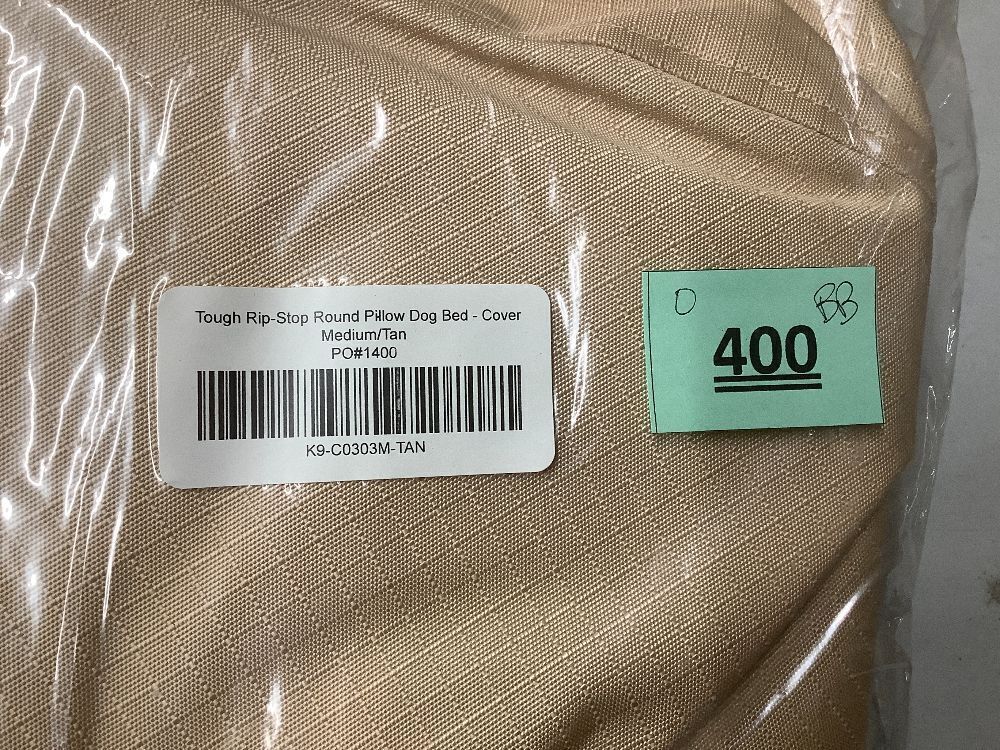 Tough Rip-Stop Round Pillow Dog Bed - Cover
Medium/Tan
PO#1400
K9-C0303M-TAN
O BB
400